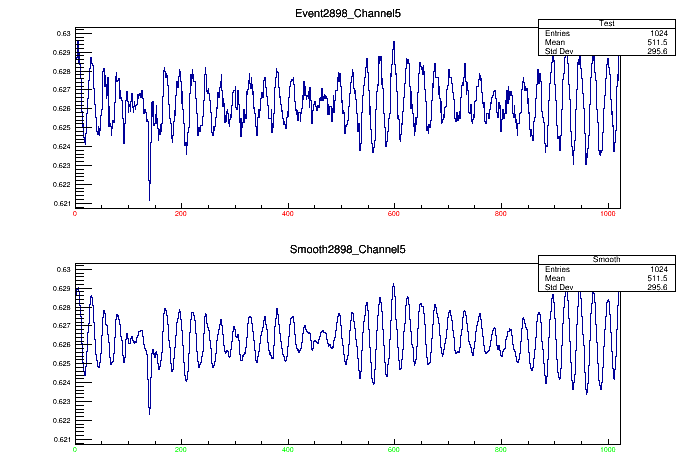 Event2898_Channel5
Test
Entries 1024
Mean 511.5
Std Dev 295.6
0.63
0.629
0.628
0.627
0.626
0.625
0.624
0.623
0.622
0.621
0 200 400 600 800 1000
Smooth2898_Channel5
Smooth
Entries 1024
Mean 511.5
Std Dev 295.6
0.63
0.629
0.628
0.627
0.626
0.625
0.624
0.623
0.622
0.621
0 200 400 600 800 1000